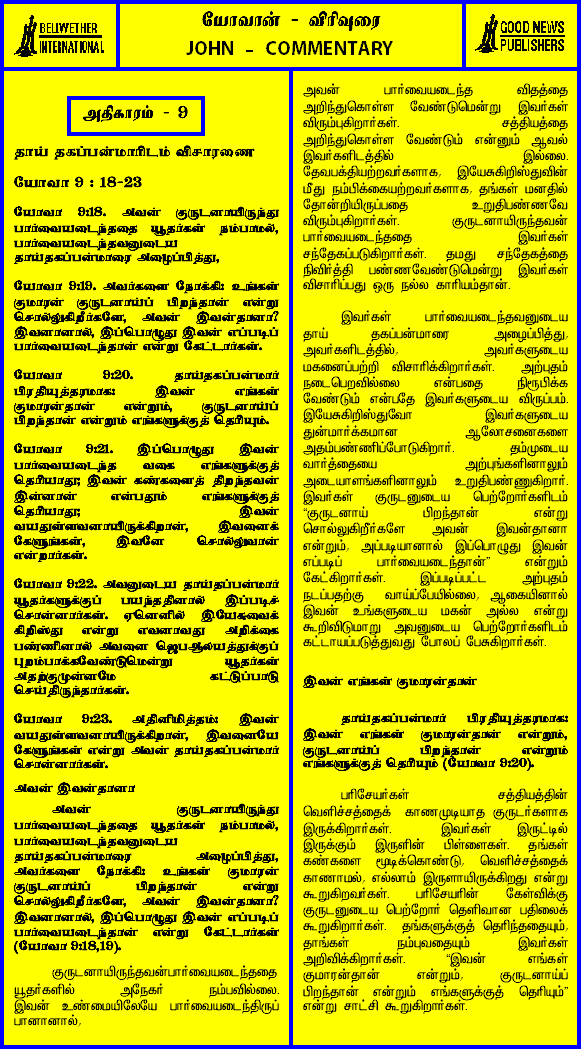 BELWETHER
INTERNATIONAL
யோவான் - விரிவுரை
JOHN - COMMENTARY
GOOD NEWS
PUBLISHERS
அதிகாரம் - 9
தாய் தகப்பன்மாரிடம் விசாரணை
யோவா 9 : 18-23
யோவா 9:18. அவன் குருடனாயிருந்து
பார்வையடைந்ததை யூதர்கள் நம்பாமல்,
பார்வையடைந்தவனுடைய
தாய்தகப்பன்மாரை அழைப்பித்து,
யோவா 9:19. அவர்களை நோக்கி: உங்கள்
குமாரன் குருடனாய்ப் பிறந்தான் என்று
சொல்லுகிறீர்களே, அவன் இவன்தானா?
இவனானால், இப்பொழுது இவன் எப்படிப்
பார்வையடைந்தான் என்று கேட்டார்கள்.
யோவா 9:20. தாய்தகப்பன்மார்
பிரதியுத்தரமாக: இவன் எங்கள்
குமாரன்தான் என்றும், குருடனாய்ப்
பிறந்தான் என்றும் எங்களுக்குத் தெரியும்.
யோவா 9:21. இப்பொழுது இவன்
பார்வையடைந்த வகை எங்களுக்குத்
தெரியாது; இவன் கண்களைத் திறந்தவன்
இன்னான் என்பதும் எங்களுக்குத்
தெரியாது; இவன்
வயதுள்ளவனாயிருக்கிறான், இவனைக்
கேளுங்கள், இவனே சொல்லுவான்
என்றார்கள்.
யோவா 9:22. அவனுடைய தாய்தகப்பன்மார்
யூதர்களுக்குப் பயந்ததினால் இப்படிச்
சொன்னார்கள். ஏனெனில் இயேசுவைக்
கிறிஸ்து என்று எவனாவது அறிக்கை
பண்ணினால் அவனை ஜெபஆலயத்துக்குப்
புறம்பாக்கவேண்டுமென்று யூதர்கள்
அதற்குமுன்னமே கட்டுப்பாடு
செய்திருந்தார்கள்.
யோவா 9:23. அதினிமித்தம்: இவன்
வயதுள்ளவனாயிருக்கிறான், இவனையே
கேளுங்கள் என்று அவன் தாய்தகப்பன்மார்
சொன்னார்கள்.
அவன் இவன்தானா
அவன் குருடனாயிருந்து
பார்வையடைந்ததை யூதர்கள் நம்பாமல்,
பார்வையடைந்தவனுடைய
தாய்தகப்பன்மாரை அழைப்பித்து,
அவர்களை நோக்கி: உங்கள் குமாரன்
குருடனாய்ப் பிறந்தான் என்று
சொல்லுகிறீர்களே, அவன் இவன்தானா?
இவனானால், இப்பொழுது இவன் எப்படிப்
பார்வையடைந்தான் என்று கேட்டார்கள்
(யோவா 9:18,19).
குருடனாயிருந்தவன்பார்வையடைந்ததை
யூதர்களில் அநேகர் நம்பவில்லை.
இவன் உண்மையிலேயே பார்வையடைந்திருப்
பானானால்,
அவன் பார்வையடைந்த விதத்தை
அறிந்துகொள்ள வேண்டுமென்று இவர்கள்
விரும்புகிறார்கள். சத்தியத்தை
அறிந்துகொள்ள வேண்டும் என்னும் ஆவல்
இவர்களிடத்தில் இல்லை.
தேவபக்தியற்றவர்களாக, இயேசுகிறிஸ்துவின்
மீது நம்பிக்கையற்றவர்களாக, தங்கள் மனதில்
தோன்றியிருப்பதை உறுதிபண்ணவே
விரும்புகிறார்கள். குருடனாயிருந்தவன்
பார்வையடைந்ததை இவர்கள்
சந்தேகப்படுகிறார்கள். தமது சந்தேகத்தை
நிவிர்த்தி பண்ணவேண்டுமென்று இவர்கள்
விசாரிப்பது ஒரு நல்ல காரியம்தான்.
இவர்கள் பார்வையடைந்தவனுடைய
தாய் தகப்பன்மாரை அழைப்பித்து,
அவர்களிடத்தில், அவர்களுடைய
மகனைப்பற்றி விசாரிக்கிறார்கள். அற்புதம்
நடைபெறவில்லை என்பதை நிரூபிக்க
வேண்டும் என்பதே இவர்களுடைய விருப்பம்.
இயேசுகிறிஸ்துவோ இவர்களுடைய
துன்மார்க்கமான ஆலோசனைகளை
அதம்பண்ணிப்போடுகிறார். தம்முடைய
வார்த்தையை அற்புங்களினாலும்
அடையாளங்களினாலும் உறுதிபண்ணுகிறார்.
இவர்கள் குருடனுடைய பெற்றோர்களிடம்
“குருடனாய் பிறந்தான் என்று
சொல்லுகிறீர்களே அவன் இவன்தானா
என்றும், அப்படியானால் இப்பொழுது இவன்
எப்படிப் பார்வையடைந்தான்” என்றும்
கேட்கிறார்கள். இப்படிப்பட்ட அற்புதம்
நடப்பதற்கு வாய்ப்பேயில்லை, ஆகையினால்
இவன் உங்களுடைய மகன் அல்ல என்று
கூறிவிடுமாறு அவனுடைய பெற்றோர்களிடம்
கட்டாயப்படுத்துவது போலப் பேசுகிறார்கள்.
இவன் எங்கள் குமாரன்தான்
தாய்தகப்பன்மார் பிரதியுத்தரமாக:
இவன் எங்கள் குமாரன்தான் என்றும்,
குருடனாய்ப் பிறந்தான் என்றும்
எங்களுக்குத் தெரியும் (யோவா 9:20).
பரிசேயர்கள் சத்தியத்தின்
வெளிச்சத்தைக் காணமுடியாத குருடர்களாக
இருக்கிறார்கள். இவர்கள் இருட்டில்
இருக்கும் இருளின் பிள்ளைகள். தங்கள்
கண்களை மூடிக்கொண்டு, வெளிச்சத்தைக்
காணாமல், எல்லாம் இருளாயிருக்கிறது என்று
கூறுகிறவர்கள். பரிசேயரின் கேள்விக்கு
குருடனுடைய பெற்றோர் தெளிவான பதிலைக்
கூறுகிறார்கள். தங்களுக்குத் தெரிந்ததையும்,
தாங்கள் நம்புவதையும் இவர்கள்
அறிவிக்கிறார்கள். “இவன் எங்கள்
குமாரன்தான் என்றும், குருடனாய்ப்
பிறந்தான் என்றும் எங்களுக்குத் தெரியும்”
என்று சாட்சி கூறுகிறார்கள்.